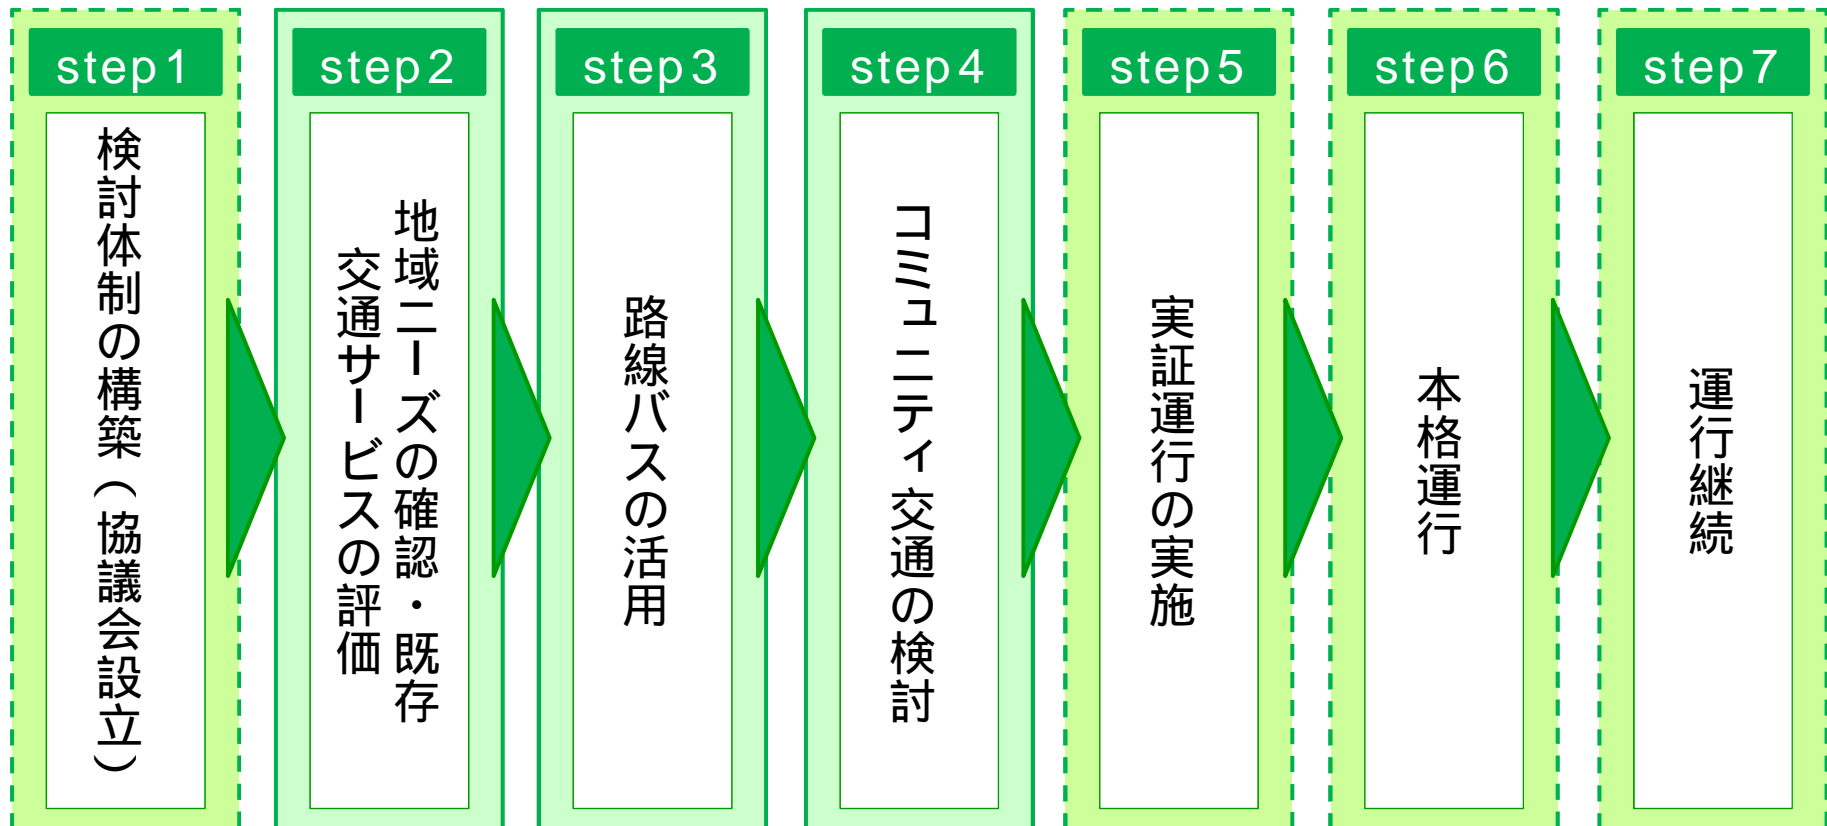 step1
検討体制の構築（協議会設立）
step2
地域ニーズの確認・既存
交通サービスの評価
step3
路線バスの活用
step4
コミュニティ交通の検討
step5
実証運行の実施
step6
本格運行
step7
運行継続